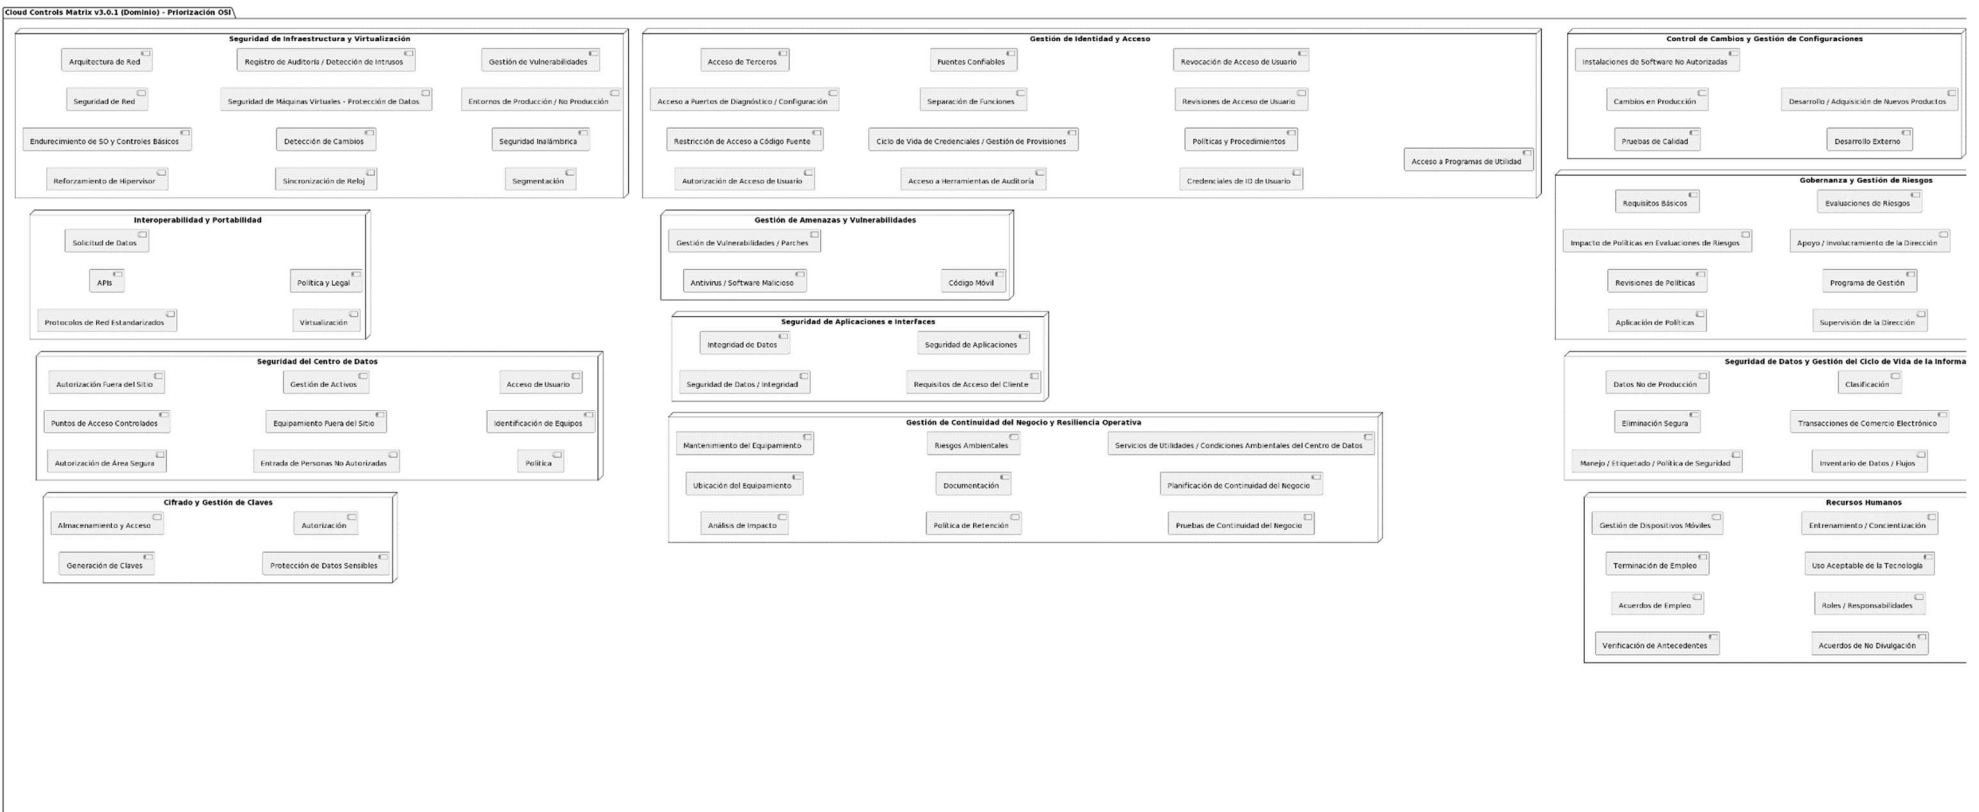 Cloud Controls Matrix v3.0.1 (Dominio) - Priorización OSI
Seguridad de Infraestructura y Virtualización
Arquitectura de Red
Registro de Auditoría / Detección de Intrusos
Gestión de Vulnerabilidades
Seguridad de Red
Seguridad de Máquinas Virtuales - Protección de Datos
Entornos de Producción / No Producción
Endurecimiento de SO y Controles Básicos
Detección de Cambios
Seguridad Inalámbrica
Reforzamiento de Hipervisor
Sincronización de Reloj
Segmentación
Gestión de Identidad y Acceso
Acceso de Terceros
Fuentes Confiables
Revocación de Acceso de Usuario
Acceso a Puertos de Diagnóstico / Configuración
Separación de Funciones
Revisiones de Acceso de Usuario
Restricción de Acceso a Código Fuente
Ciclo de Vida de Credenciales / Gestión de Provisiones
Políticas y Procedimientos
Acceso a Programas de Utilidad
Autorización de Acceso de Usuario
Acceso a Herramientas de Auditoría
Credenciales de ID de Usuario
Control de Cambios y Gestión de Configuraciones
Instalaciones de Software No Autorizadas
Cambios en Producción
Desarrollo / Adquisición de Nuevos Productos
Pruebas de Calidad
Desarrollo Externo
Interoperabilidad y Portabilidad
Solicitud de Datos
APIs
Política y Legal
Protocolos de Red Estandarizados
Virtualización
Gestión de Amenazas y Vulnerabilidades
Gestión de Vulnerabilidades / Parches
Antivirus / Software Malicioso
Código Móvil
Gobernanza y Gestión de Riesgos
Requisitos Básicos
Evaluaciones de Riesgos
Impacto de Políticas en Evaluaciones de Riesgos
Apoyo / Involucramiento de la Dirección
Revisiones de Políticas
Programa de Gestión
Aplicación de Políticas
Supervisión de la Dirección
Seguridad de Aplicaciones e Interfaces
Integridad de Datos
Seguridad de Aplicaciones
Seguridad de Datos / Integridad
Requisitos de Acceso del Cliente
Seguridad del Centro de Datos
Autorización Fuera del Sitio
Gestión de Activos
Acceso de Usuario
Puntos de Acceso Controlados
Equipamiento Fuera del Sitio
Identificación de Equipos
Autorización de Área Segura
Entrada de Personas No Autorizadas
Política
Seguridad de Datos y Gestión del Ciclo de Vida de la Informa
Datos No de Producción
Clasificación
Eliminación Segura
Transacciones de Comercio Electrónico
Manejo / Etiquetado / Política de Seguridad
Inventario de Datos / Flujos
Gestión de Continuidad del Negocio y Resiliencia Operativa
Mantenimiento del Equipamiento
Riesgos Ambientales
Servicios de Utilidades / Condiciones Ambientales del Centro de Datos
Ubicación del Equipamiento
Documentación
Planificación de Continuidad del Negocio
Análisis de Impacto
Política de Retención
Pruebas de Continuidad del Negocio
Cifrado y Gestión de Claves
Almacenamiento y Acceso
Autorización
Generación de Claves
Protección de Datos Sensibles
Recursos Humanos
Gestión de Dispositivos Móviles
Entrenamiento / Concientización
Terminación de Empleo
Uso Aceptable de la Tecnología
Acuerdos de Empleo
Roles / Responsabilidades
Verificación de Antecedentes
Acuerdos de No Divulgación